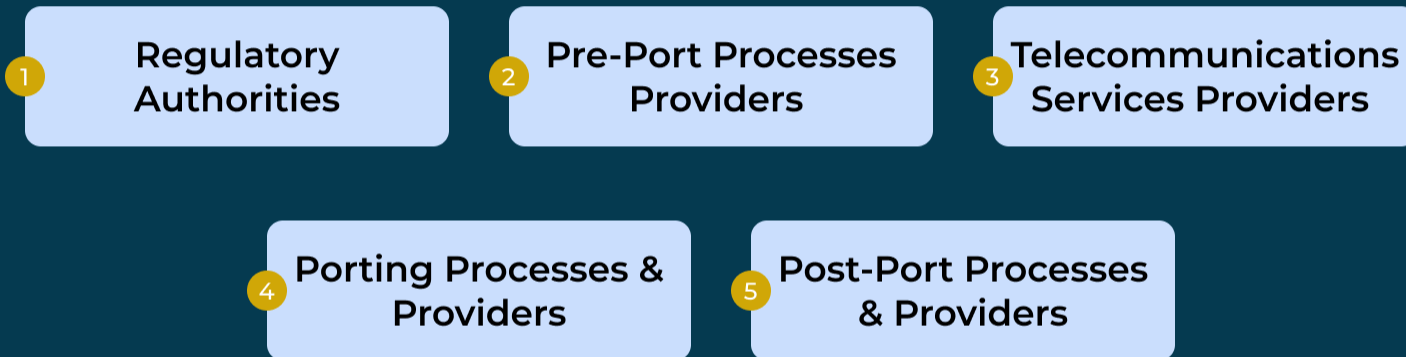 1
Regulatory
Authorities
2
Pre-Port Processes
Providers
3
Telecommunications
Services Providers
4
Porting Processes &
Providers
5
Post-Port Processes
& Providers